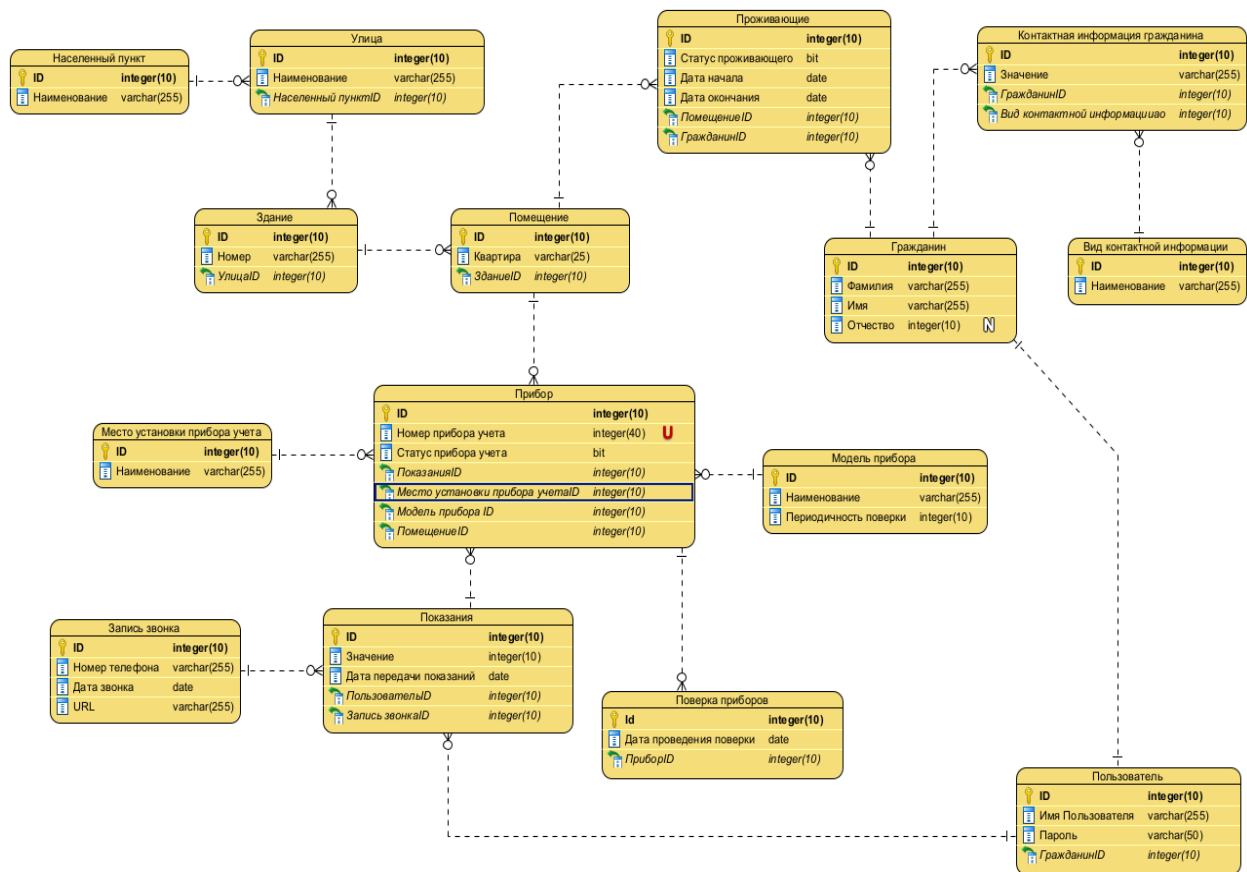 Населенный пункт
ID integer(10)
Наименование varchar(255)
Улица
ID integer(10)
Наименование varchar(255)
Населенный пунктID integer(10)
Проживающие
ID integer(10)
Статус проживающего bit
Дата начала date
Дата окончания date
ПомещениеID integer(10)
ГражданинID integer(10)
Контактная информация гражданина
ID integer(10)
Значение varchar(255)
ГражданинID integer(10)
Вид контактной информацииао integer(10)
Здание
ID integer(10)
Номер varchar(255)
УлицаID integer(10)
Помещение
ID integer(10)
Квартира varchar(25)
ЗданиеID integer(10)
Гражданин
ID integer(10)
Фамилия varchar(255)
Имя varchar(255)
Отчество integer(10) N
Вид контактной информации
ID integer(10)
Наименование varchar(255)
Место установки прибора учета
ID integer(10)
Наименование varchar(255)
Прибор
ID integer(10)
Номер прибора учета integer(40) U
Статус прибора учета bit
ПоказанияID integer(10)
Место установки прибора учетаID integer(10)
Модель прибора ID integer(10)
ПомещениеID integer(10)
Модель прибора
ID integer(10)
Наименование varchar(255)
Периодичность поверки integer(10)
Запись звонка
ID integer(10)
Номер телефона varchar(255)
Дата звонка date
URL varchar(255)
Показания
ID integer(10)
Значение integer(10)
Дата передачи показаний date
ПользовательID integer(10)
Запись звонкаID integer(10)
Поверка приборов
Id integer(10)
Дата проведения поверки date
ПриборID integer(10)
Пользователь
ID integer(10)
Имя Пользователя varchar(255)
Пароль varchar(50)
ГражданинID integer(10)